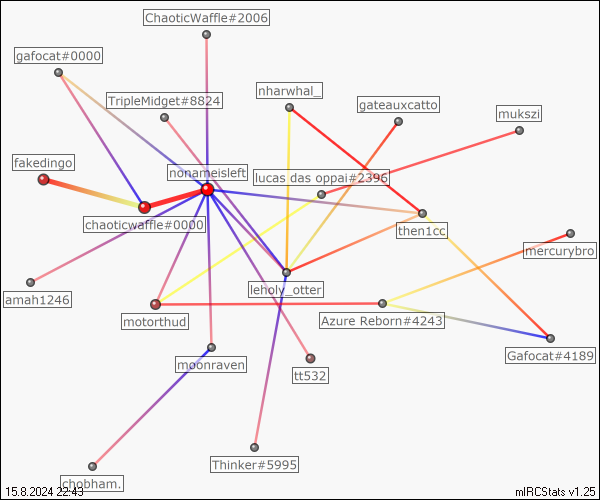 ChaoticWaffle#2006
gafocat#0000
nharwhal_
TripleMidget#8824
gateauxcatto
mukszi
fakedingo
nonameisleft
lucas das oppai#2396
chaoticwaffle#0000
then1cc
mercurybro
leholy_otter
amah1246
motorthud
Azure Reborn#4243
Gafocat#4189
moonraven
tt532
Thinker#5995
chobham.
15.8.2024 22:43
mIRCStats v1.25